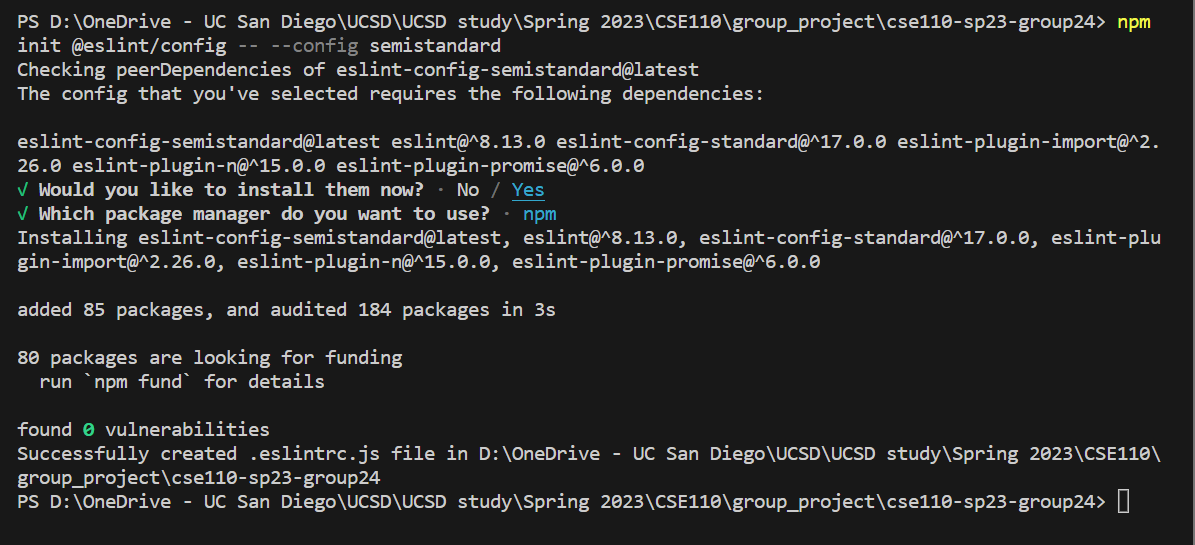 PS D:\OneDrive - UC San Diego\UCSD\UCSD study\Spring 2023\CSE110\group_project\cse110-sp23-group24> npm
init @eslint/config -- --config semistandard
Checking peerDependencies of eslint-config-semistandard@latest
The config that you've selected requires the following dependencies:
eslint-config-semistandard@latest eslint@^8.13.0 eslint-config-standard@^17.0.0 eslint-plugin-import@^2.
26.0 eslint-plugin-n@^15.0.0 eslint-plugin-promise@^6.0.0
√ Would you like to install them now? · No / Yes
√ Which package manager do you want to use? · npm
Installing eslint-config-semistandard@latest, eslint@^8.13.0, eslint-config-standard@^17.0.0, eslint-plu
gin-import@^2.26.0, eslint-plugin-n@^15.0.0, eslint-plugin-promise@^6.0.0
added 85 packages, and audited 184 packages in 3s
80 packages are looking for funding
  run `npm fund` for details
found 0 vulnerabilities
Successfully created .eslintrc.js file in D:\OneDrive - UC San Diego\UCSD\UCSD study\Spring 2023\CSE110\
group_project\cse110-sp23-group24
PS D:\OneDrive - UC San Diego\UCSD\UCSD study\Spring 2023\CSE110\group_project\cse110-sp23-group24>